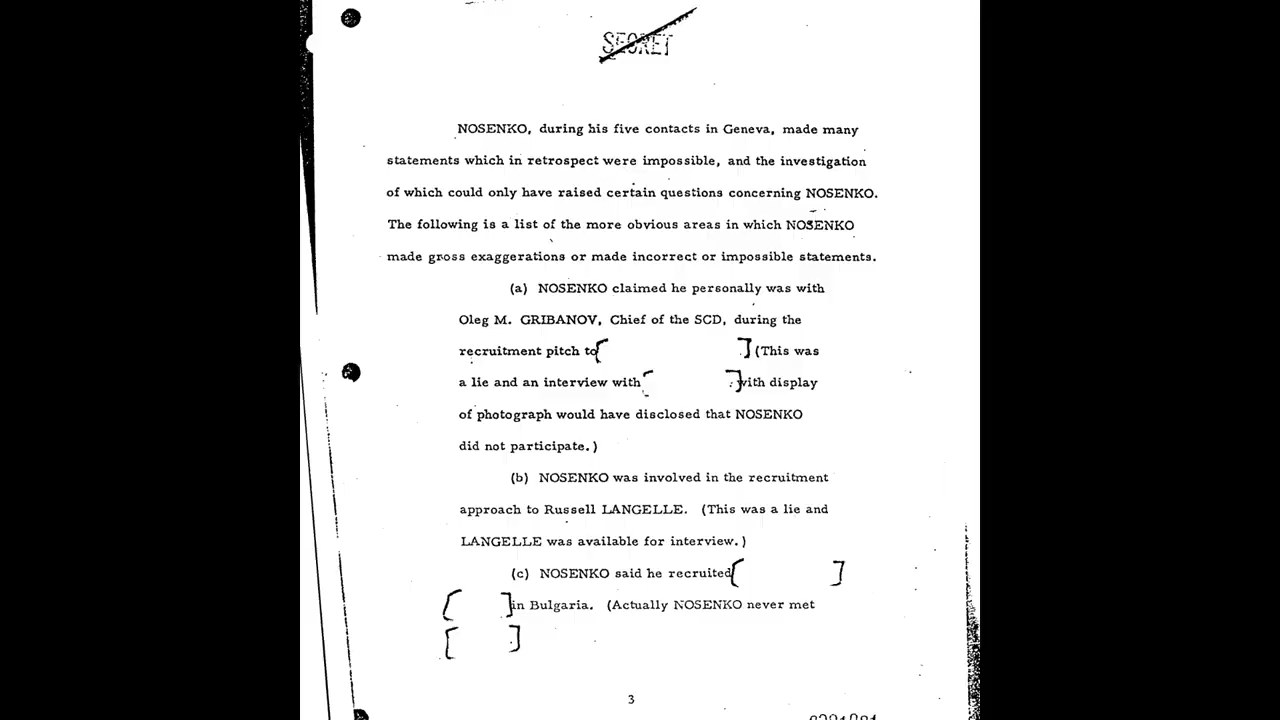 SECRET
NOSENKO, during his five contacts in Geneva, made many
statements which in retrospect were impossible, and the investigation
of which could only have raised certain questions concerning NOSENKO.
The following is a list of the more obvious areas in which NOSENKO
made gross exaggerations or made incorrect or impossible statements.
(a) NOSENKO claimed he personally was with
Oleg M. GRIBANOV, Chief of the SCD, during the
recruitment pitch to [ ] (This was
a lie and an interview with [ ] with display
of photograph would have disclosed that NOSENKO
did not participate.)
(b) NOSENKO was involved in the recruitment
approach to Russell LANGELLE. (This was a lie and
LANGELLE was available for interview.)
(c) NOSENKO said he recruited [ ]
[ ] in Bulgaria. (Actually NOSENKO never met
[ ]
3